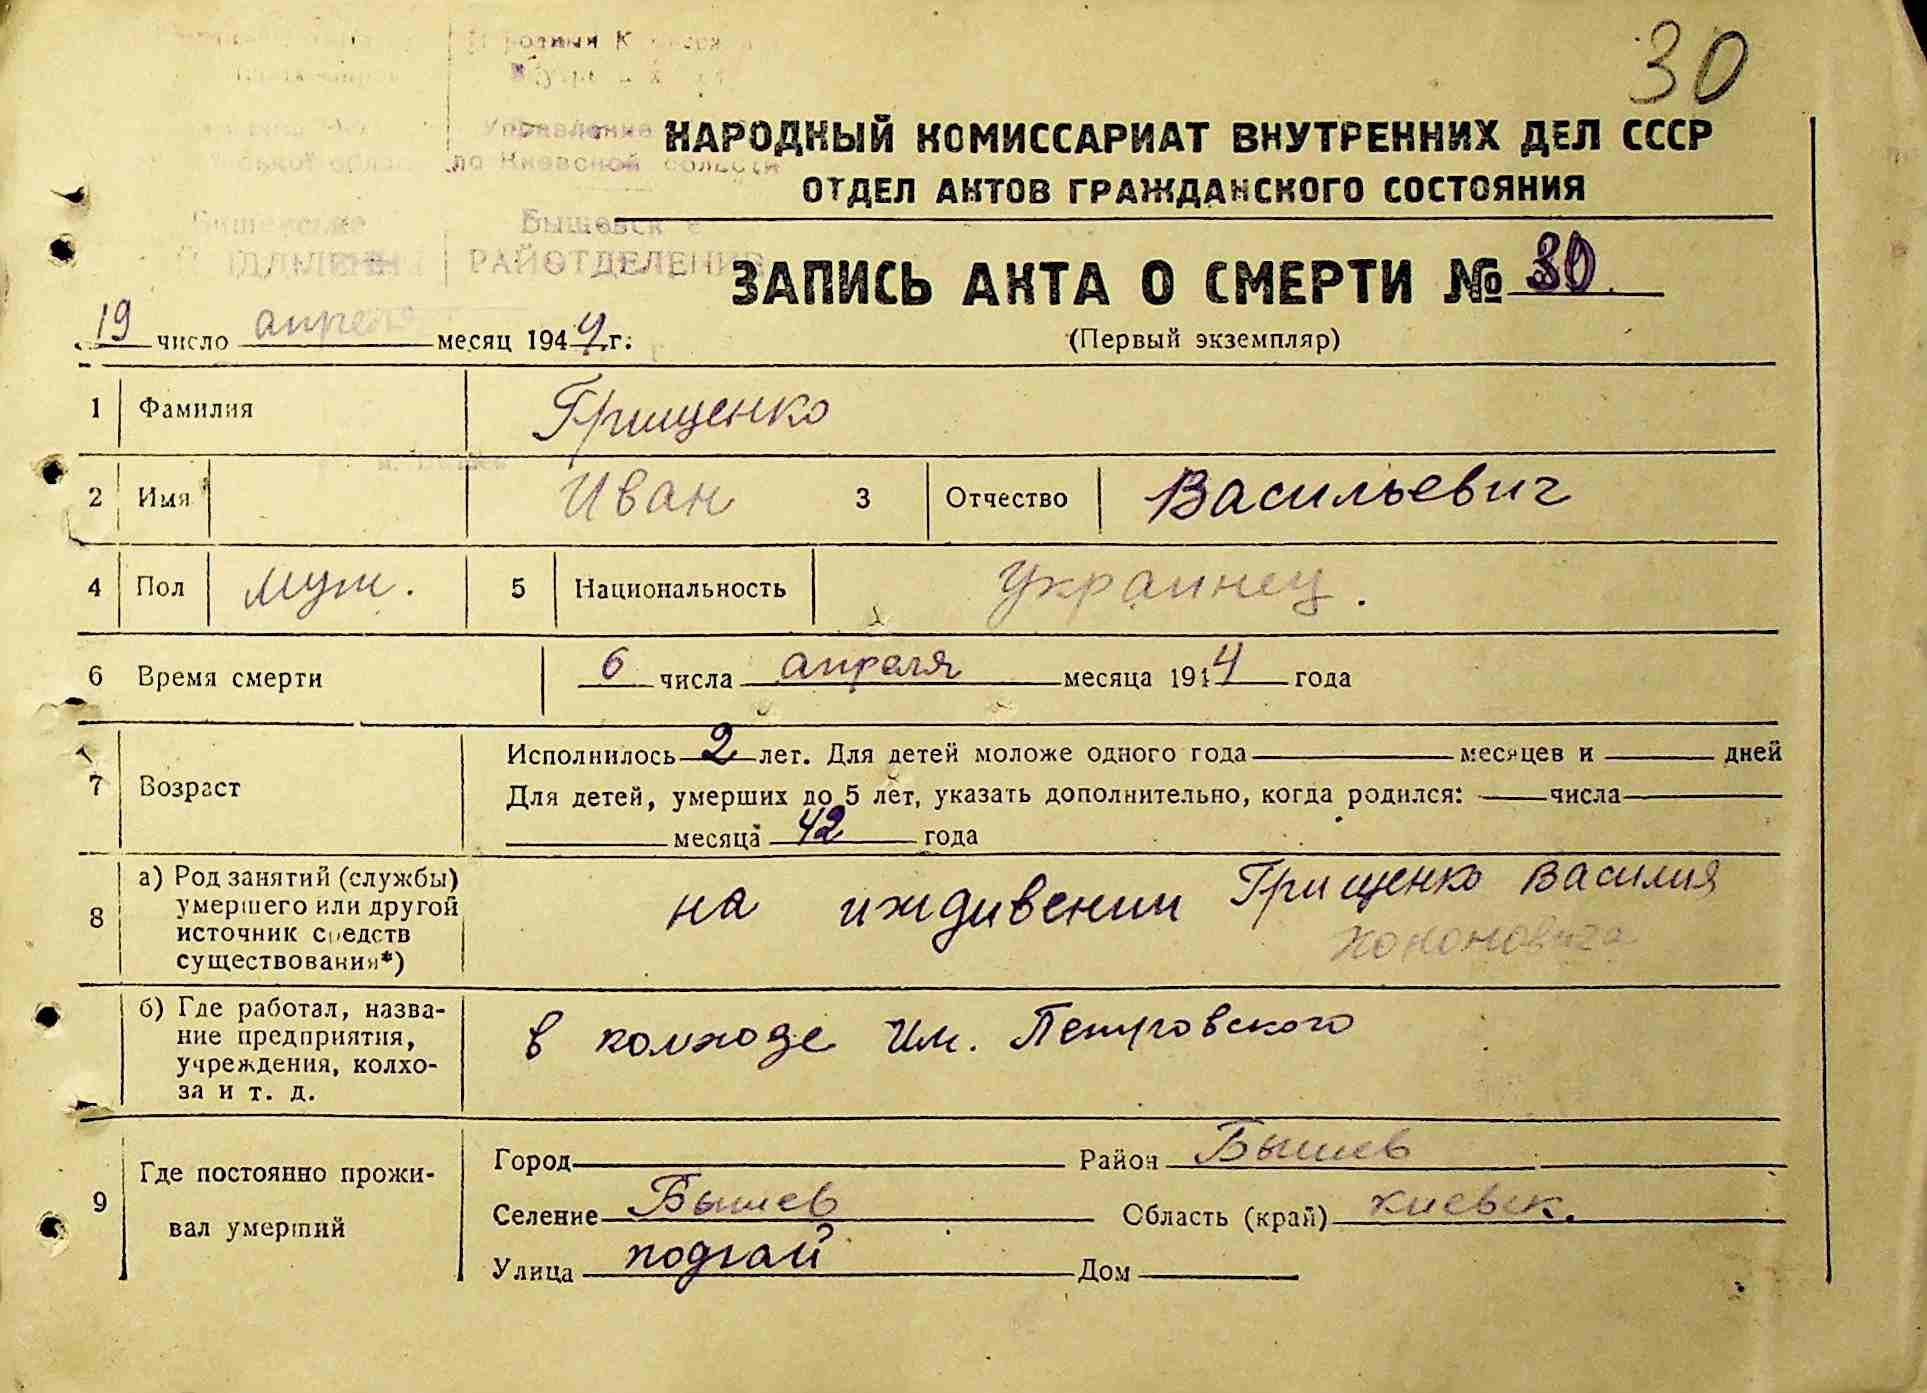 30
Управление
по Киевской области
Бышевск е
РАЙОТДЕЛЕНИЕ
НАРОДНЫЙ КОМИССАРИАТ ВНУТРЕННИХ ДЕЛ СССР
ОТДЕЛ АКТОВ ГРАЖДАНСКОГО СОСТОЯНИЯ
ЗАПИСЬ АКТА О СМЕРТИ № 30.
19 число апреля месяц 1944 г.
(Первый экземпляр)
1 Фамилия Грищенко
2 Имя Иван 3 Отчество Васильевич
4 Пол муж. 5 Национальность Украинец.
6 Время смерти 6 числа апреля месяца 1944 года
7 Возраст
Исполнилось 2 лет. Для детей моложе одного года месяцев и дней
Для детей, умерших до 5 лет, указать дополнительно, когда родился: числа
месяца 42 года
8 а) Род занятий (службы)
умершего или другой
источник средств
существования*)
на иждивении Грищенко Василия
Кононовича
б) Где работал, назва-
ние предприятия,
учреждения, колхо-
за и т. д.
в колхозе Им. Петровского
9 Где постоянно прожи-
вал умерший
Город Район Бышев
Селение Бышев Область (край) киевск.
Улица подгай Дом